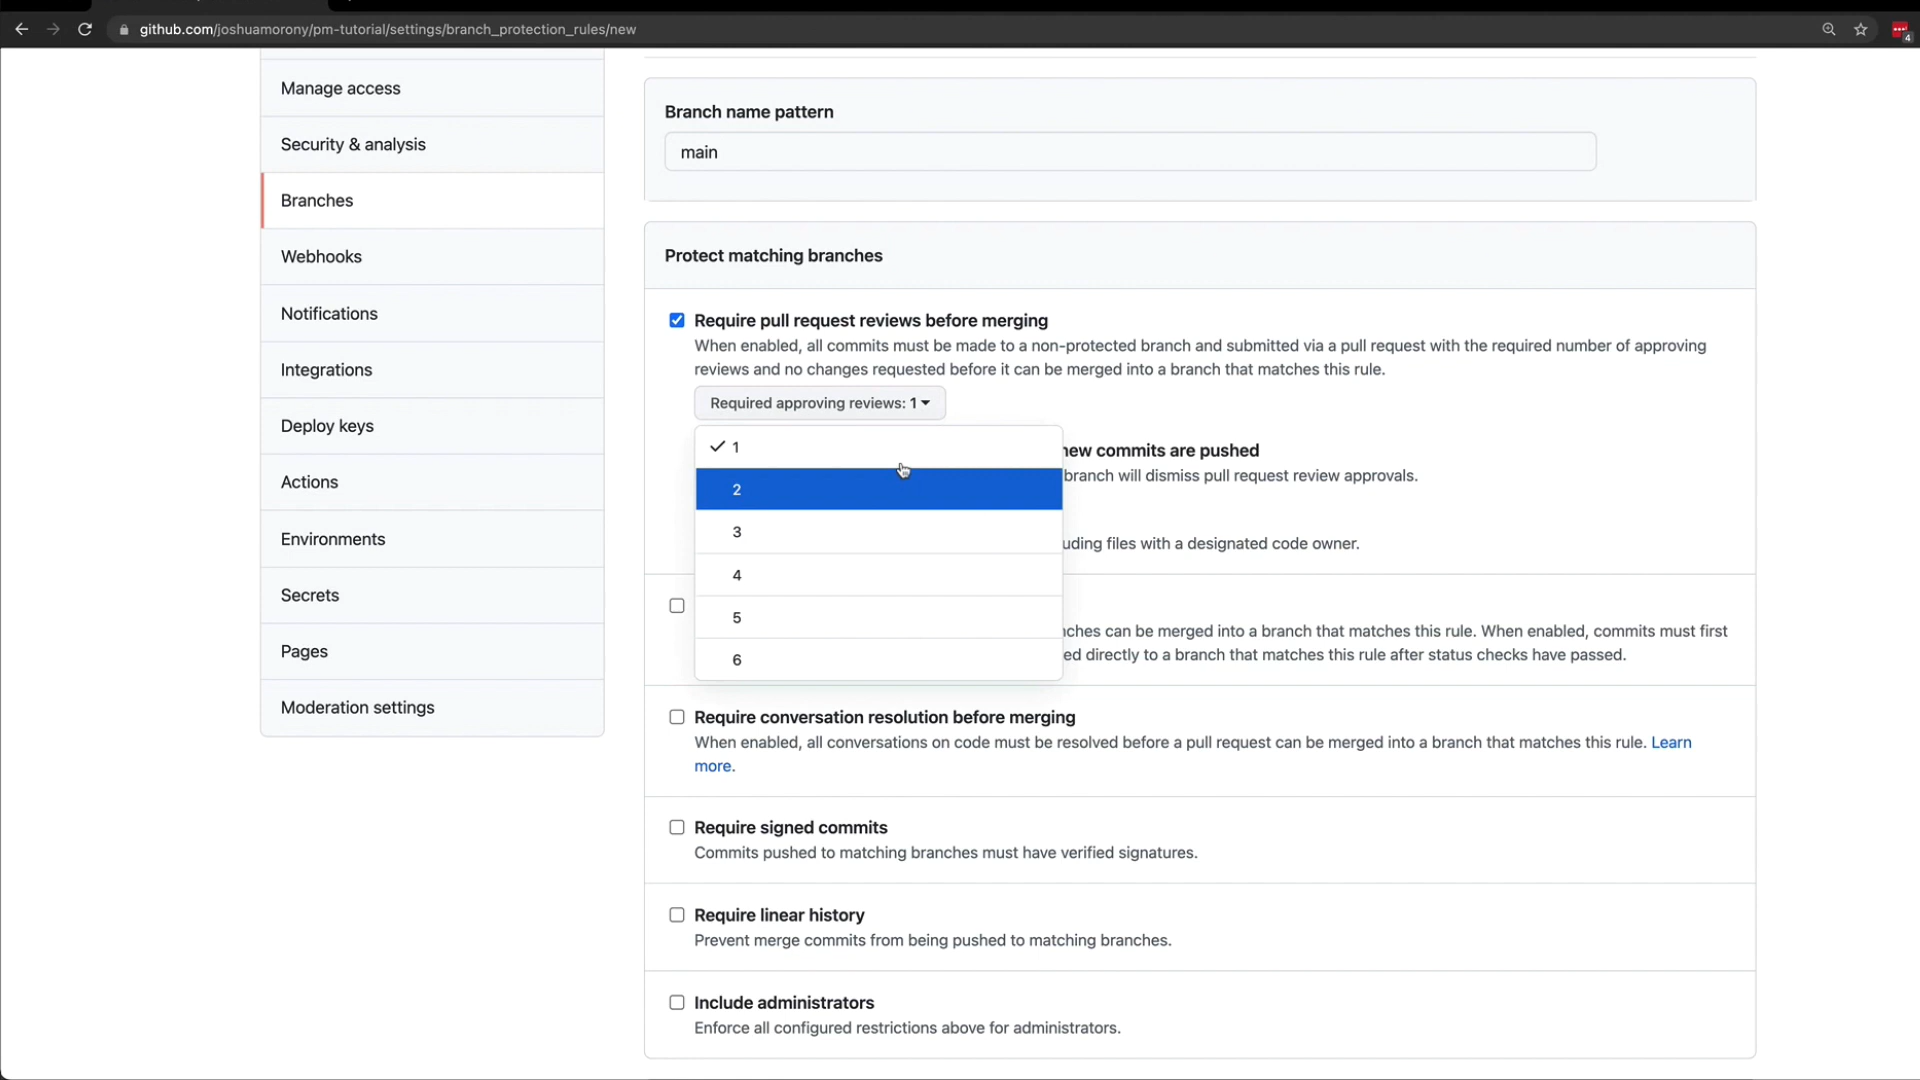 github.com/joshuamorony/pm-tutorial/settings/branch_protection_rules/new
4
Manage access
Security & analysis
Branches
Webhooks
Notifications
Integrations
Deploy keys
Actions
Environments
Secrets
Pages
Moderation settings
Branch name pattern
main
Protect matching branches
Require pull request reviews before merging
When enabled, all commits must be made to a non-protected branch and submitted via a pull request with the required number of approving
reviews and no changes requested before it can be merged into a branch that matches this rule.
Required approving reviews: 1
1
2
3
4
5
6
new commits are pushed
branch will dismiss pull request review approvals.
uding files with a designated code owner.
nches can be merged into a branch that matches this rule. When enabled, commits must first
ed directly to a branch that matches this rule after status checks have passed.
Require conversation resolution before merging
When enabled, all conversations on code must be resolved before a pull request can be merged into a branch that matches this rule. Learn
more.
Require signed commits
Commits pushed to matching branches must have verified signatures.
Require linear history
Prevent merge commits from being pushed to matching branches.
Include administrators
Enforce all configured restrictions above for administrators.